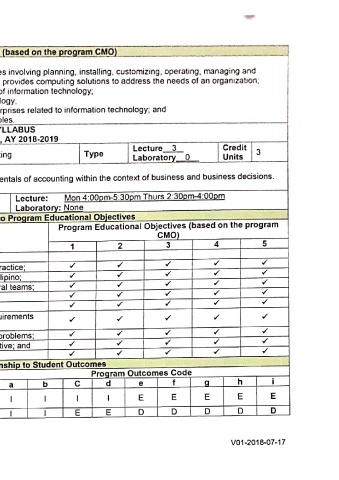 (based on the program CMO)
es involving planning, installing, customizing, operating, managing and
provides computing solutions to address the needs of an organization;
of information technology;
logy.
rprises related to information technology; and
ples.
YLLABUS
, AY 2018-2019
ing Type Lecture 3 Laboratory 0 Credit Units 3
entals of accounting within the context of business and business decisions.
Lecture: Mon 4:00pm-5:30pm Thurs 2:30pm-4:00pm
Laboratory: None
to Program Educational Objectives
Program Educational Objectives (based on the program
CMO)
1 2 3 4 5
ractice; ✓ ✓ ✓ ✓ ✓
lipino; ✓ ✓ ✓ ✓ ✓
ral teams; ✓ ✓ ✓ ✓ ✓
✓ ✓ ✓ ✓ ✓
✓ ✓ ✓ ✓ ✓
uirements ✓ ✓ ✓ ✓ ✓
problems; ✓ ✓ ✓ ✓ ✓
tive; and ✓ ✓ ✓ ✓ ✓
✓ ✓ ✓ ✓ ✓
nship to Student Outcomes
Program Outcomes Code
a b C d e f g h i
I I I I E E E E E
I I E E D D D D D
V01-2018-07-17